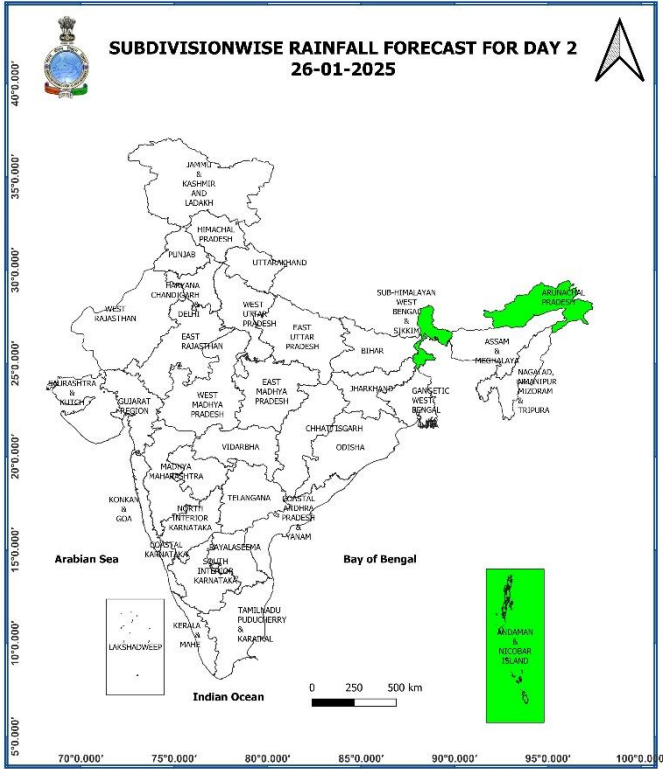 SUBDIVISIONWISE RAINFALL FORECAST FOR DAY 2
26-01-2025
40°0.000'
35°0.000'
30°0.000'
25°0.000'
20°0.000'
15°0.000'
10°0.000'
5°0.000'
JAMMU
&
KASHMIR
AND
LADAKH
HIMACHAL
PRADESH
PUNJAB
UTTARAKHAND
HARYANA
CHANDIGARH
DELHI
WEST
RAJASTHAN
EAST
RAJASTHAN
WEST
UTTAR
PRADESH
EAST
UTTAR
PRADESH
BIHAR
SUB-HIMALAYAN
WEST
BENGAL
&
SIKKIM
ARUNACHAL
PRADESH
ASSAM
&
MEGHALAYA
MANIPUR
MIZORAM
&
TRIPURA
SAURASHTRA
&
KUTCH
GUJARAT
REGION
WEST
MADHYA
PRADESH
EAST
MADHYA
PRADESH
JHARKHAND
GANGETIC
WEST
BENGAL
CHHATTISGARH
ODISHA
VIDARBHA
MADHYA
MAHARASHTRA
KONKAN
&
GOA
TELANGANA
NORTH
INTERIOR
KARNATAKA
COASTAL
ANDHRA
PRADESH
&
YANAM
COASTAL
KARNATAKA
RAYALASEEMA
SOUTH
INTERIOR
KARNATAKA
Arabian Sea
Bay of Bengal
LAKSHADWEEP
KERALA
&
MAHE
TAMILNADU
PUDUCHERRY
&
KARAIKAL
ANDAMAN
&
NICOBAR
ISLAND
Indian Ocean
0 250 500 km
70°0.000' 75°0.000' 80°0.000' 85°0.000' 90°0.000' 95°0.000' 100°0.000'